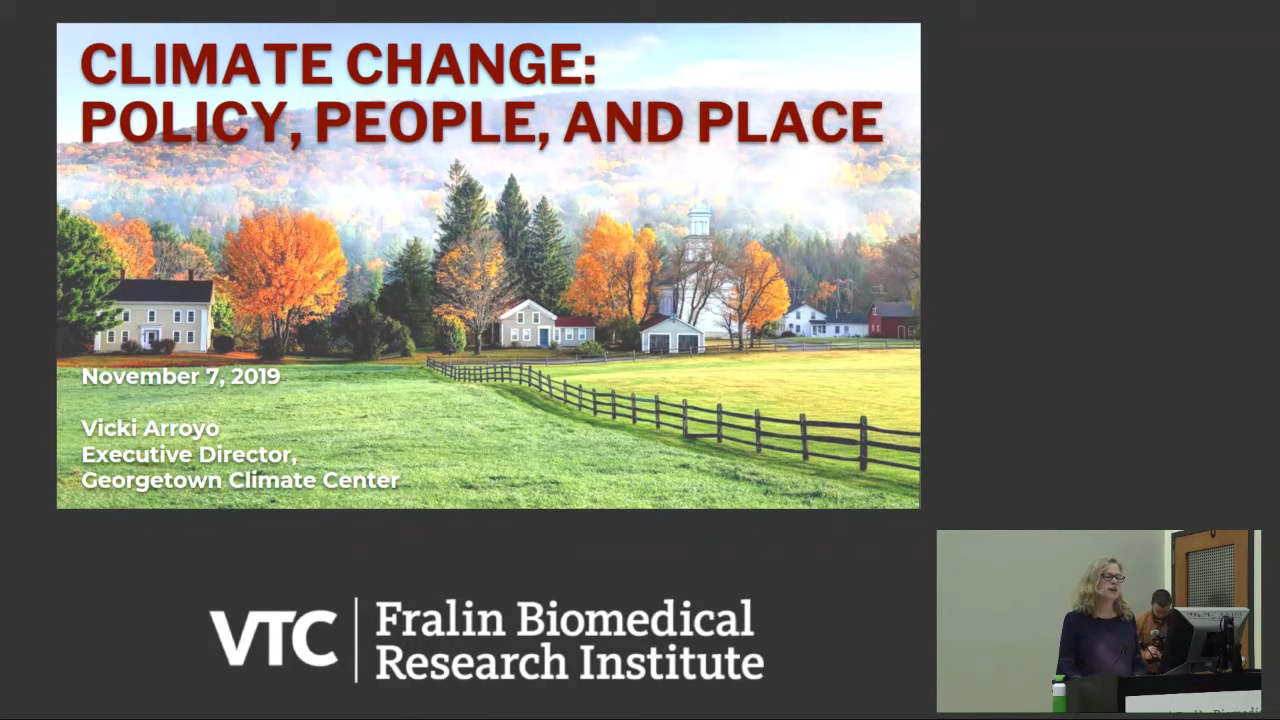 CLIMATE CHANGE:
POLICY, PEOPLE, AND PLACE
November 7, 2019
Vicki Arroyo
Executive Director,
Georgetown Climate Center
VTC
Fralin Biomedical
Research Institute